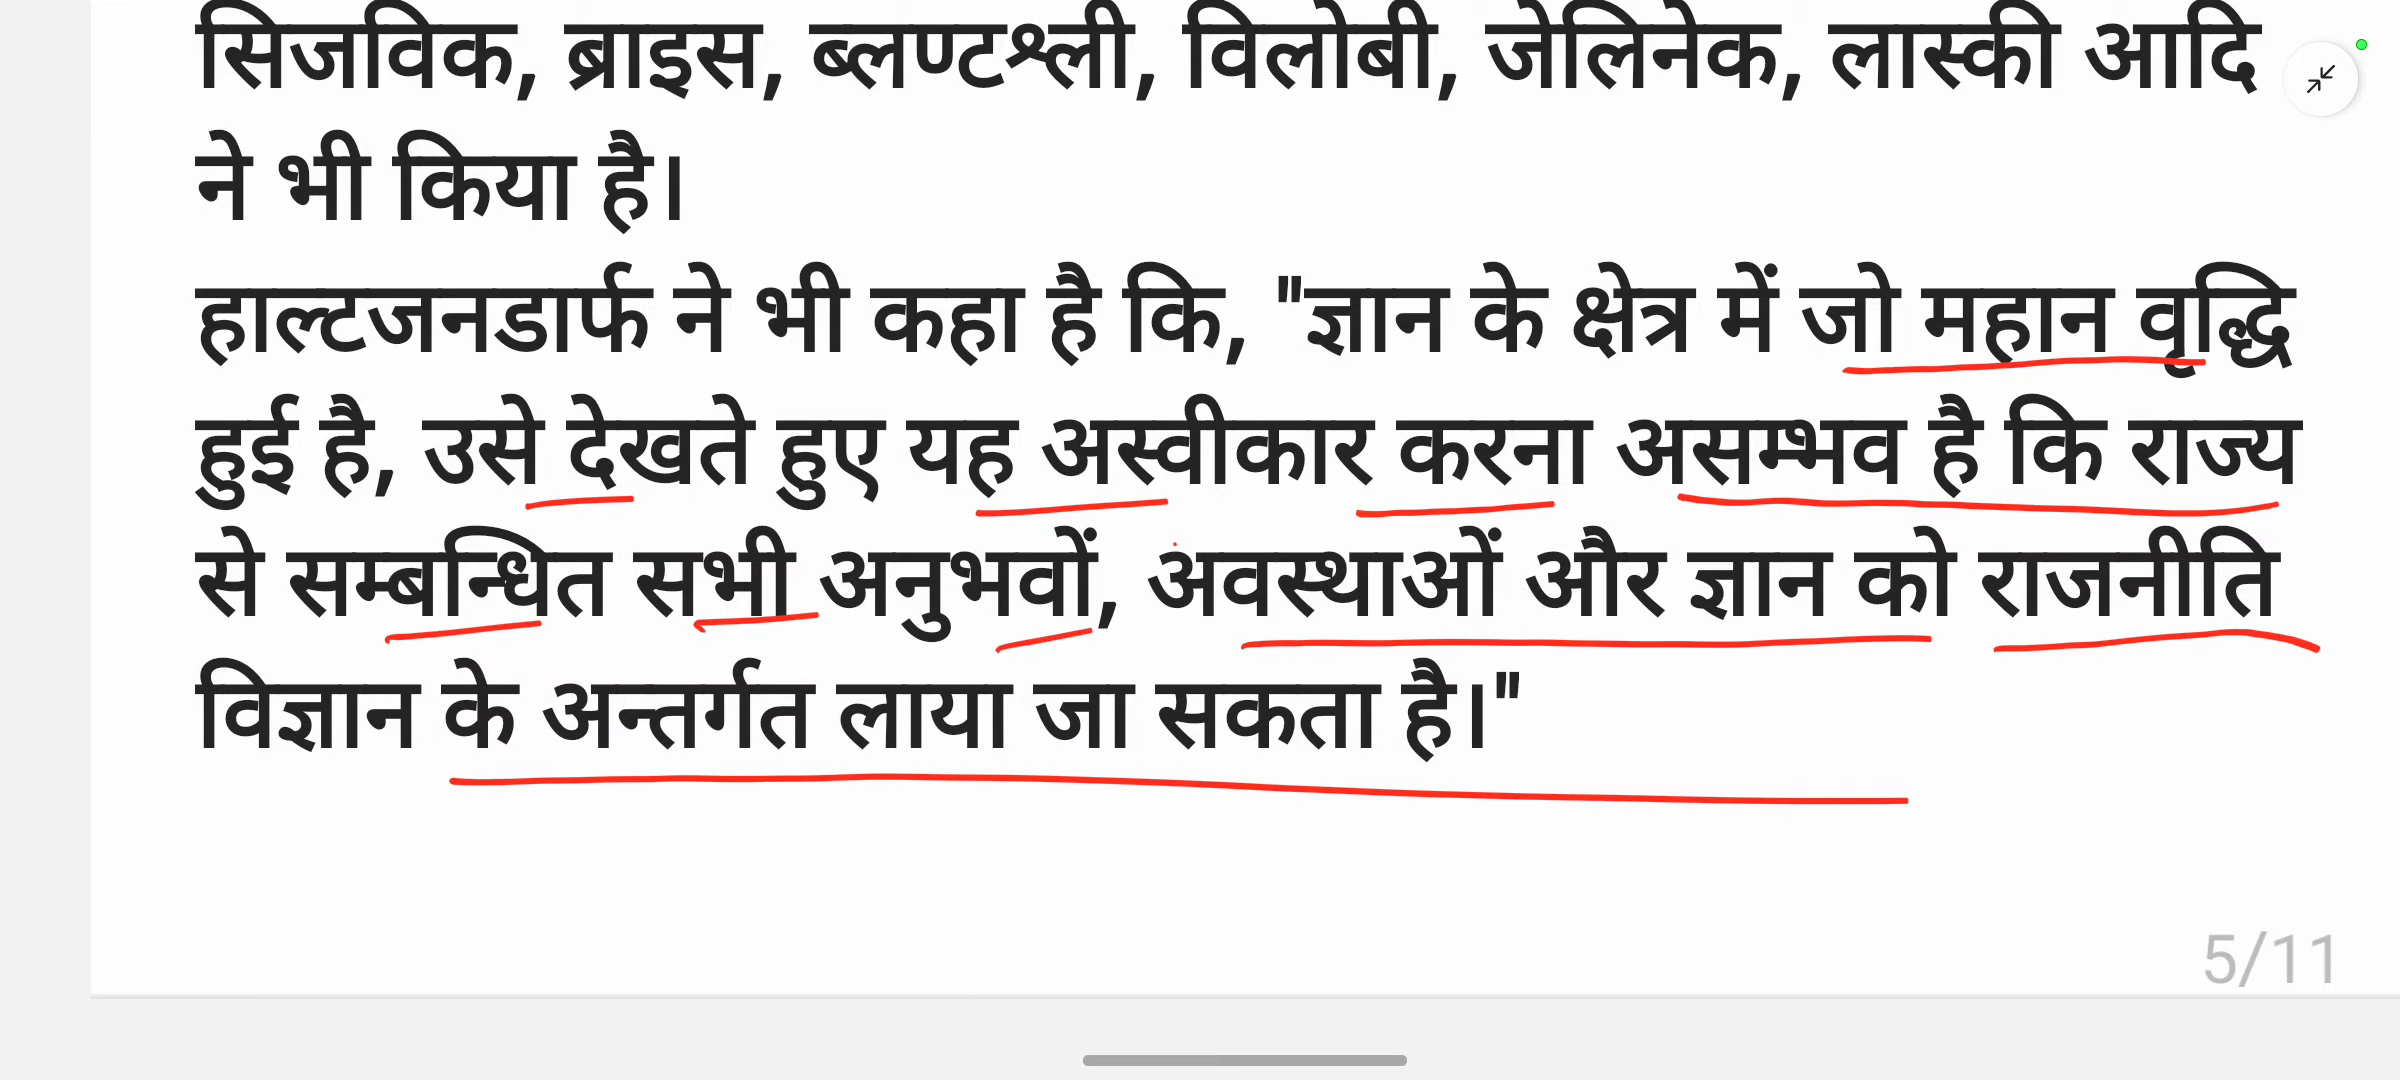 सिजविक, ब्राइस, ब्लण्टश्ली, विलोबी, जेलिनेक, लास्की आदि
ने भी किया है।
हाल्टजनडार्फ ने भी कहा है कि, "ज्ञान के क्षेत्र में जो महान वृद्धि
हुई है, उसे देखते हुए यह अस्वीकार करना असम्भव है कि राज्य
से सम्बन्धित सभी अनुभवों, अवस्थाओं और ज्ञान को राजनीति
विज्ञान के अन्तर्गत लाया जा सकता है।"
5/11